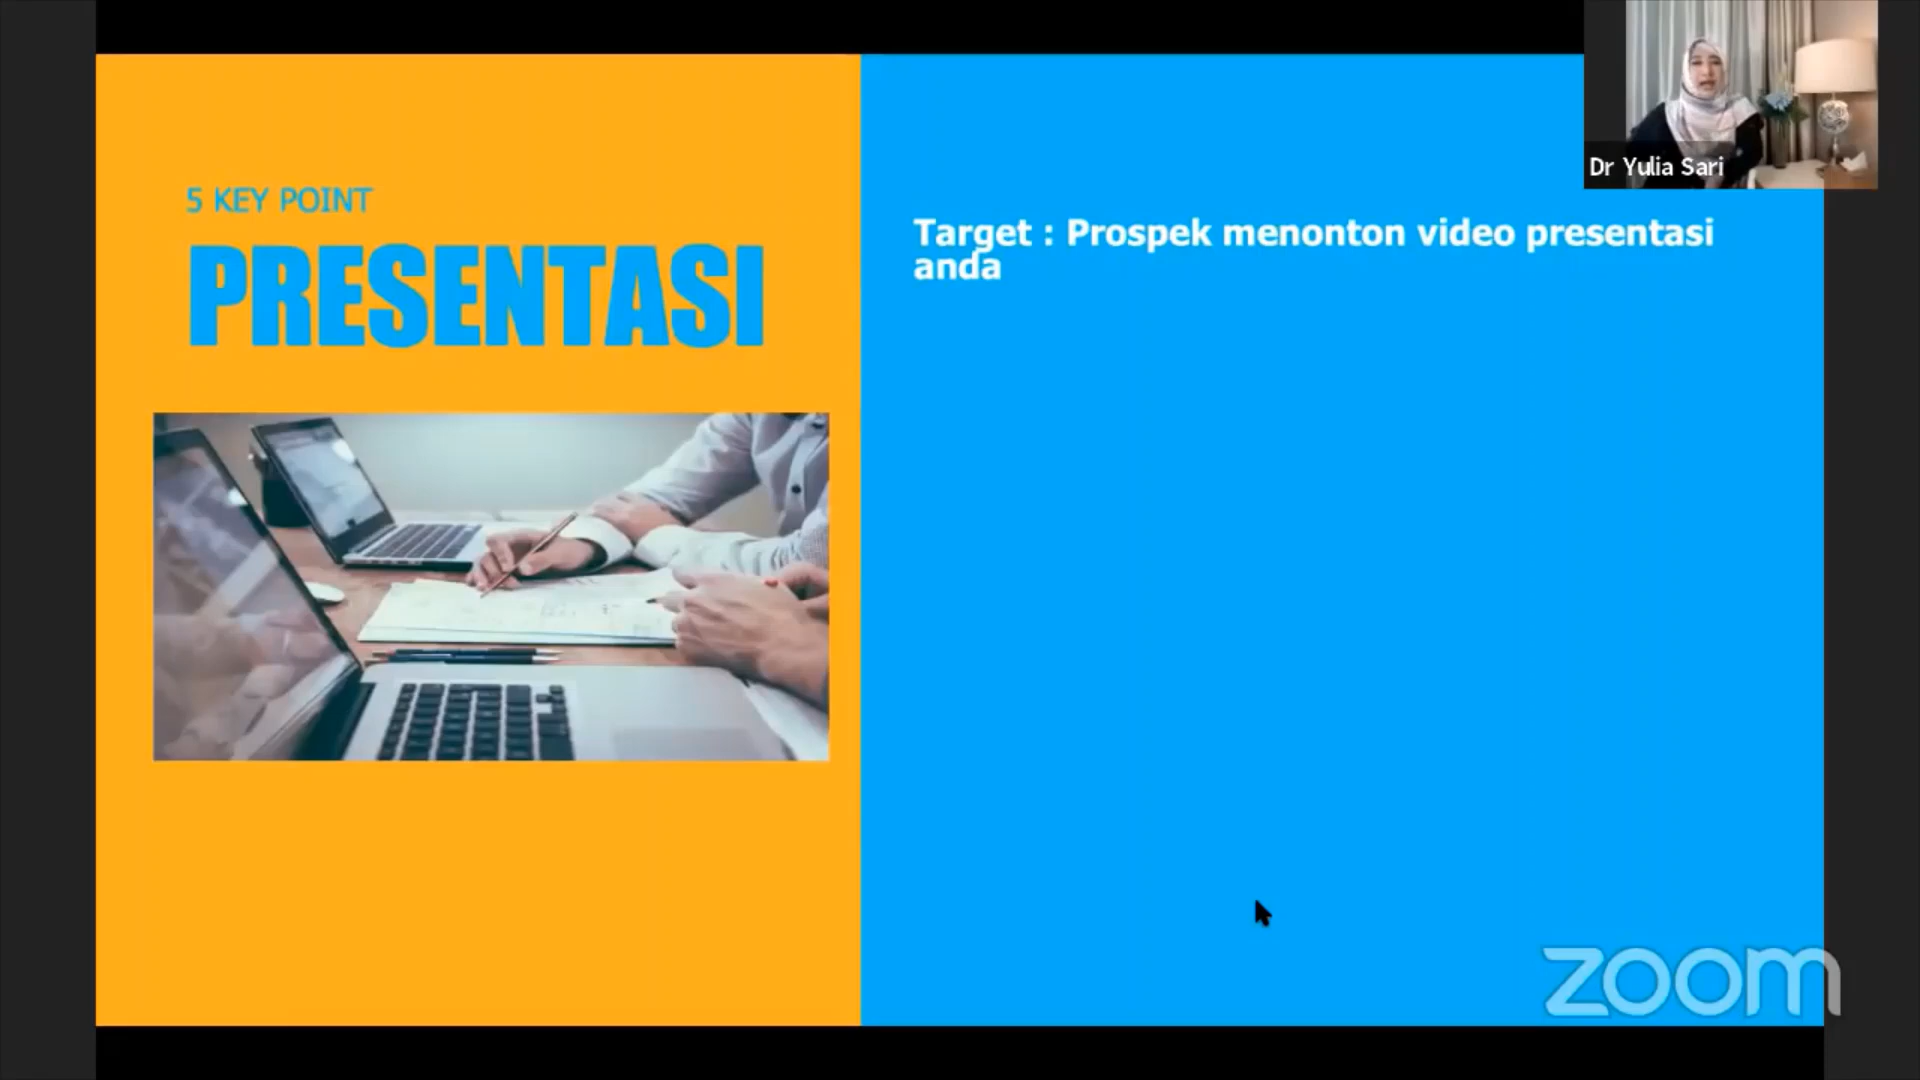 5 KEY POINT
PRESENTASI
Target : Prospek menonton video presentasi
anda
Dr Yulia Sari
zoom